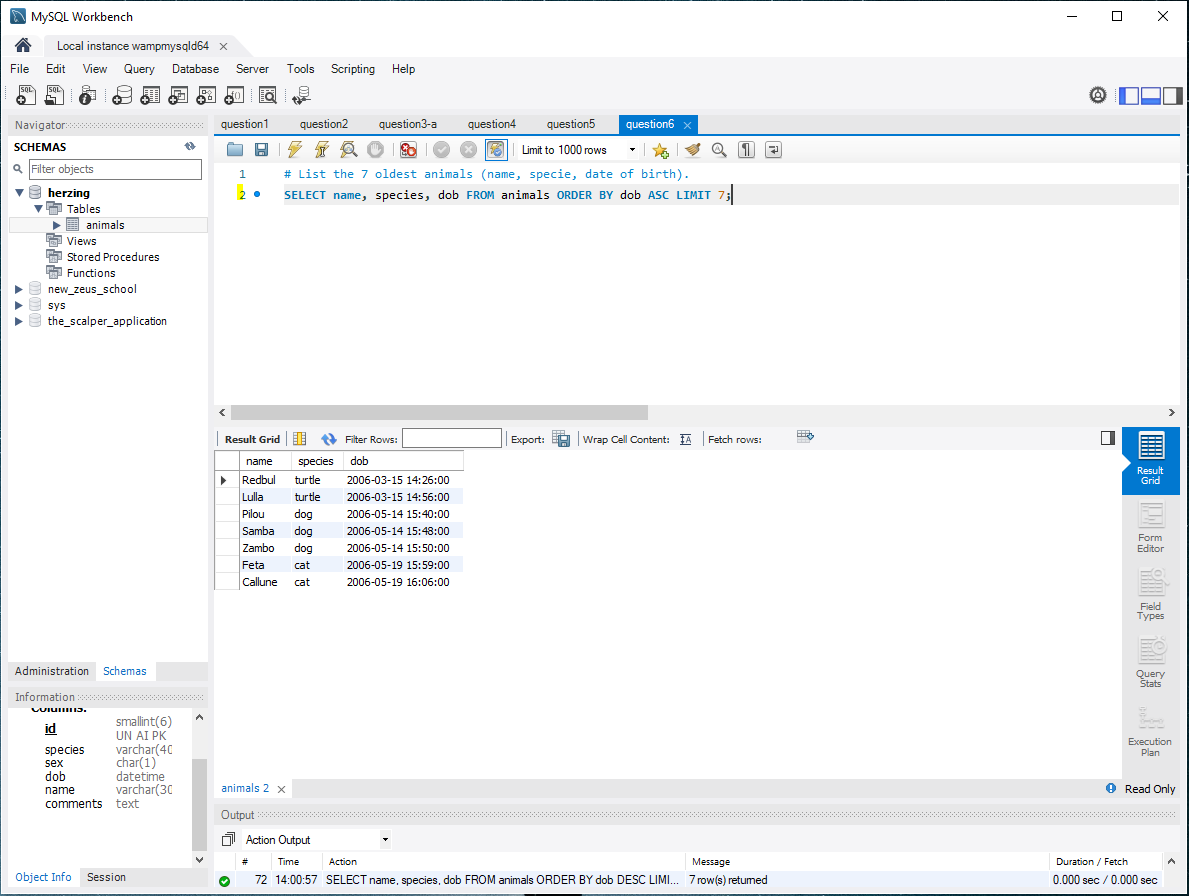 MySQL Workbench
Local instance wampmysqld64
File Edit View Query Database Server Tools Scripting Help
Navigator
SCHEMAS
Filter objects
herzing
Tables
animals
Views
Stored Procedures
Functions
new_zeus_school
sys
the_scalper_application
Administration Schemas
Information
Columns:
id smallint(6)
UN AI PK
species varchar(40
sex char(1)
dob datetime
name varchar(30
comments text
Object Info Session
question1 question2 question3-a question4 question5 question6
Limit to 1000 rows
1 # List the 7 oldest animals (name, specie, date of birth).
2 SELECT name, species, dob FROM animals ORDER BY dob ASC LIMIT 7;
Result Grid Filter Rows: Export: Wrap Cell Content: Fetch rows:
name species dob
Redbul turtle 2006-03-15 14:26:00
Lulla turtle 2006-03-15 14:56:00
Pilou dog 2006-05-14 15:40:00
Samba dog 2006-05-14 15:48:00
Zambo dog 2006-05-14 15:50:00
Feta cat 2006-05-19 15:59:00
Callune cat 2006-05-19 16:06:00
Result
Grid
Form
Editor
Field
Types
Query
Stats
Execution
Plan
animals 2 Read Only
Output
Action Output
# Time Action Message Duration / Fetch
72 14:00:57 SELECT name, species, dob FROM animals ORDER BY dob DESC LIMI... 7 row(s) returned 0.000 sec / 0.000 sec